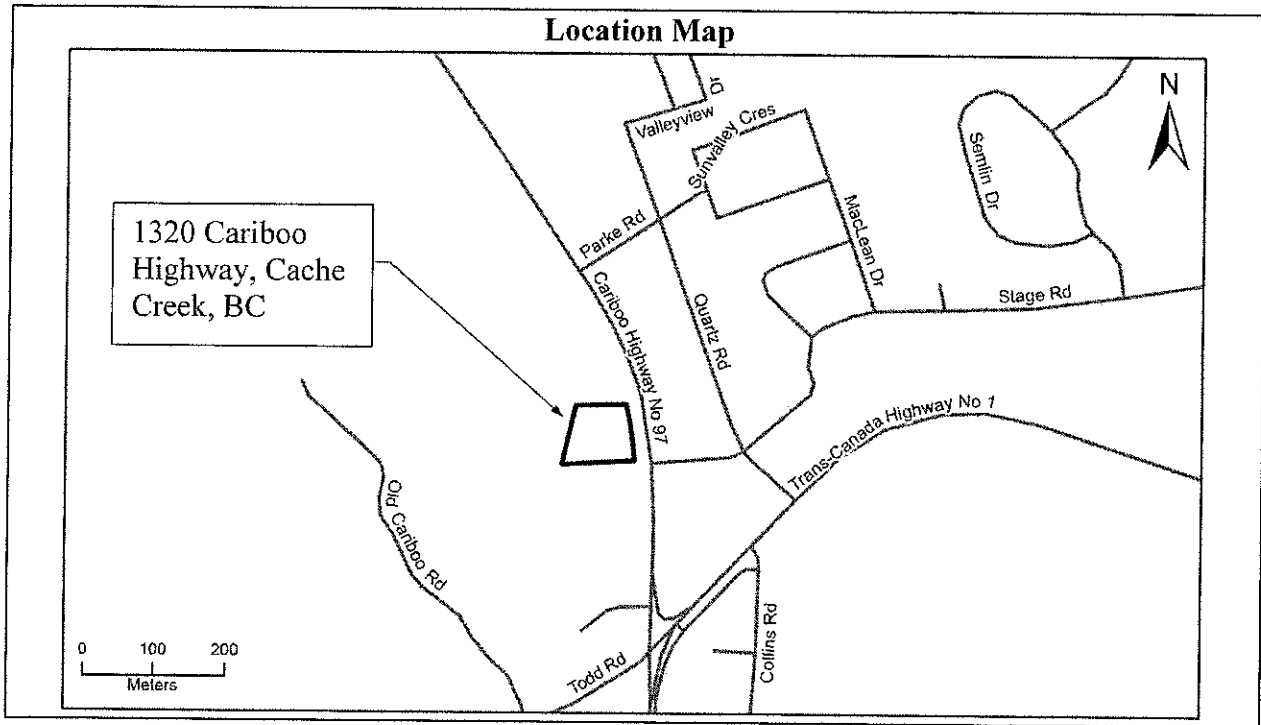 Location Map
N
Dr
Valleyview
Sunvalley Cres
Semlin Dr
Parke Rd
MacLean Dr
1320 Cariboo
Highway, Cache
Creek, BC
Cariboo Highway No 97
Quartz Rd
Stage Rd
Trans-Canada Highway No 1
Old Cariboo Rd
Todd Rd
Collins Rd
0 100 200
Meters